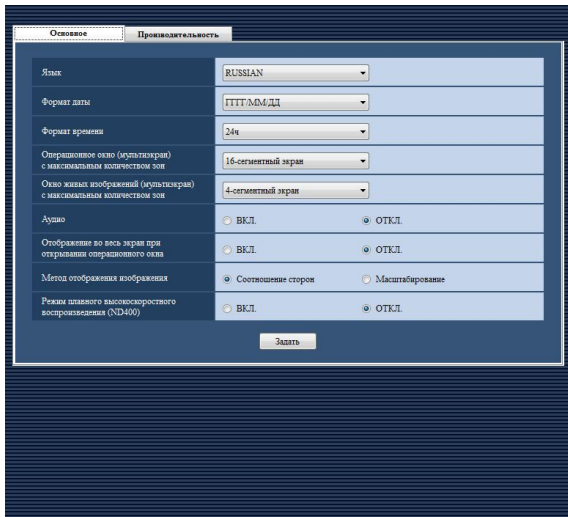 Основное Производительность
Язык RUSSIAN
Формат даты ГГГГ/ММ/ДД
Формат времени 24ч
Операционное окно (мультиэкран)
с максимальным количеством зон 16-сегментный экран
Окно живых изображений (мультиэкран)
с максимальным количеством зон 4-сегментный экран
Аудио ВКЛ. ОТКЛ.
Отображение во весь экран при
открывании операционного окна ВКЛ. ОТКЛ.
Метод отображения изображения Соотношение сторон Масштабирование
Режим плавного высокоскоростного
воспроизведения (ND400) ВКЛ. ОТКЛ.
Задать